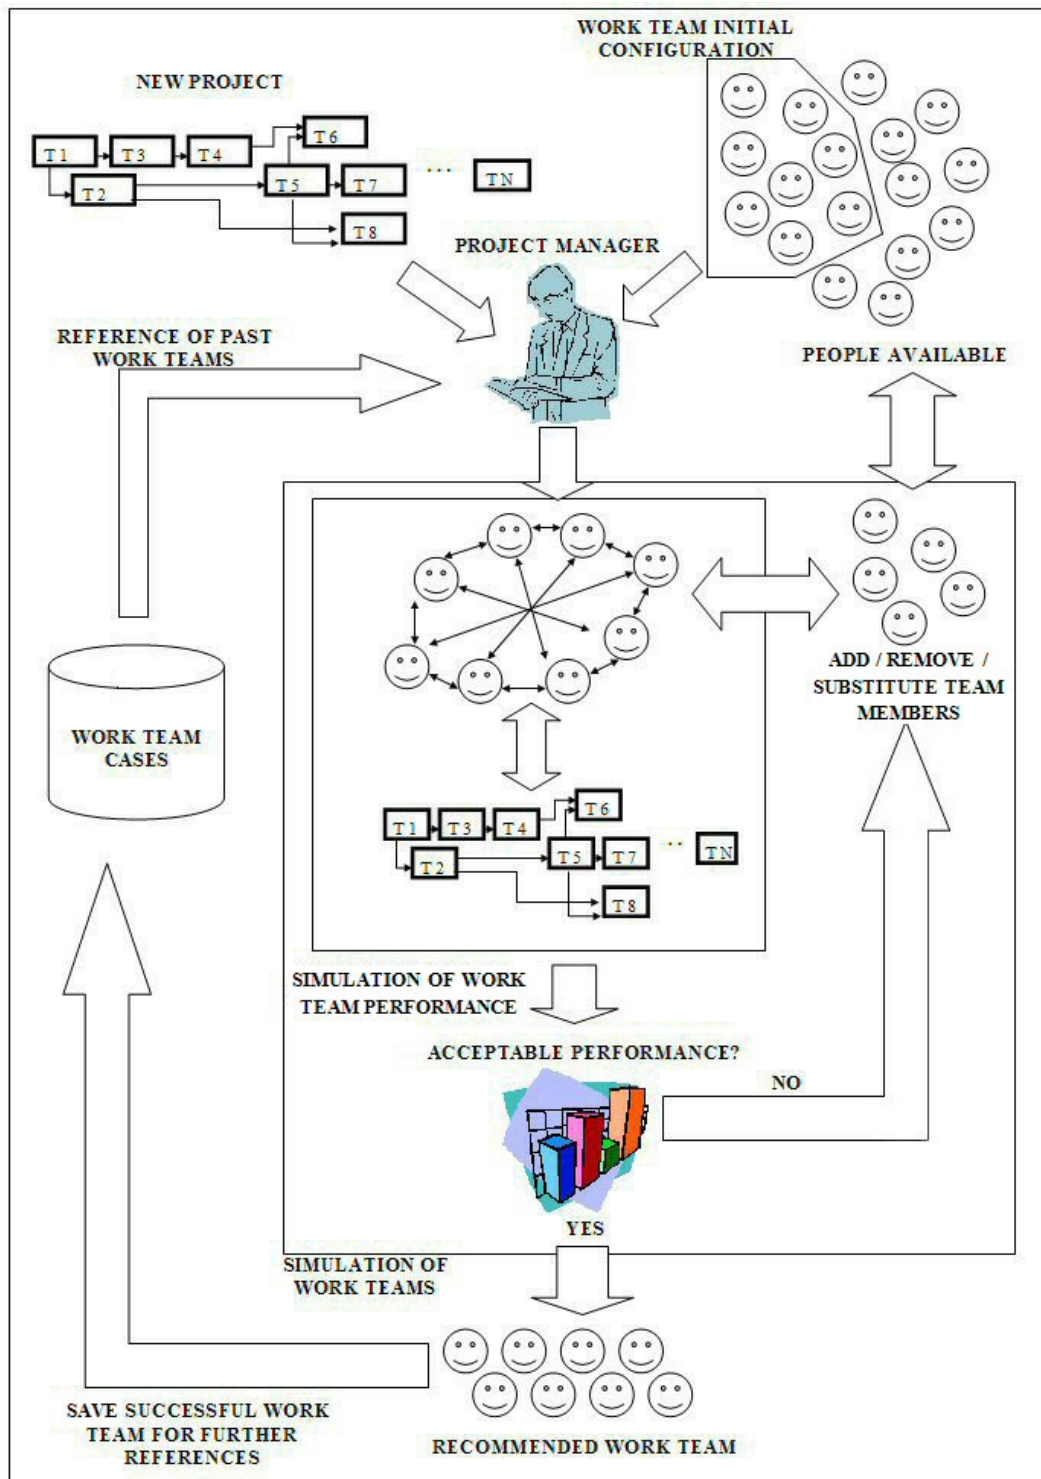 WORK TEAM INITIAL
CONFIGURATION
NEW PROJECT
T6
T1 T3 T4
T2 T5 T7 ... TN
T8
PROJECT MANAGER
REFERENCE OF PAST
WORK TEAMS
PEOPLE AVAILABLE
ADD / REMOVE /
SUBSTITUTE TEAM
MEMBERS
WORK TEAM
CASES
T6
T1 T3 T4
T2 T5 T7 .. TN
T8
SIMULATION OF WORK
TEAM PERFORMANCE
ACCEPTABLE PERFORMANCE?
NO
YES
SIMULATION OF
WORK TEAMS
SAVE SUCCESSFUL WORK
TEAM FOR FURTHER
REFERENCES
RECOMMENDED WORK TEAM